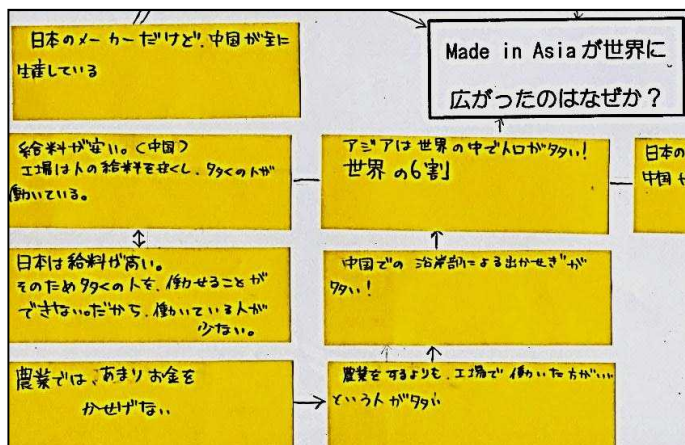 日本のメーカーだけど、中国が主に
生産している
Made in Asiaが世界に
広がったのはなぜか?
給料が安い。(中国)
工場は人の給料を安くし、多くの人が
働いている。
アジアは世界の中で人口が多い!
世界の6割
日本の
中国
日本は給料が高い。
そのため多くの人を、働かせることが
できない。だから、働いている人が
少ない。
中国での沿岸部による出かせぎが
多い!
農業では、あまりお金を
かせげない
農業をするよりも、工場で働いた方がいい
という人が多い